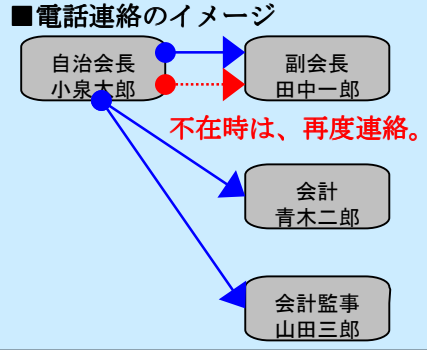 ■電話連絡のイメージ
自治会長
小泉太郎
副会長
田中一郎
不在時は、再度連絡。
会計
青木二郎
会計監事
山田三郎